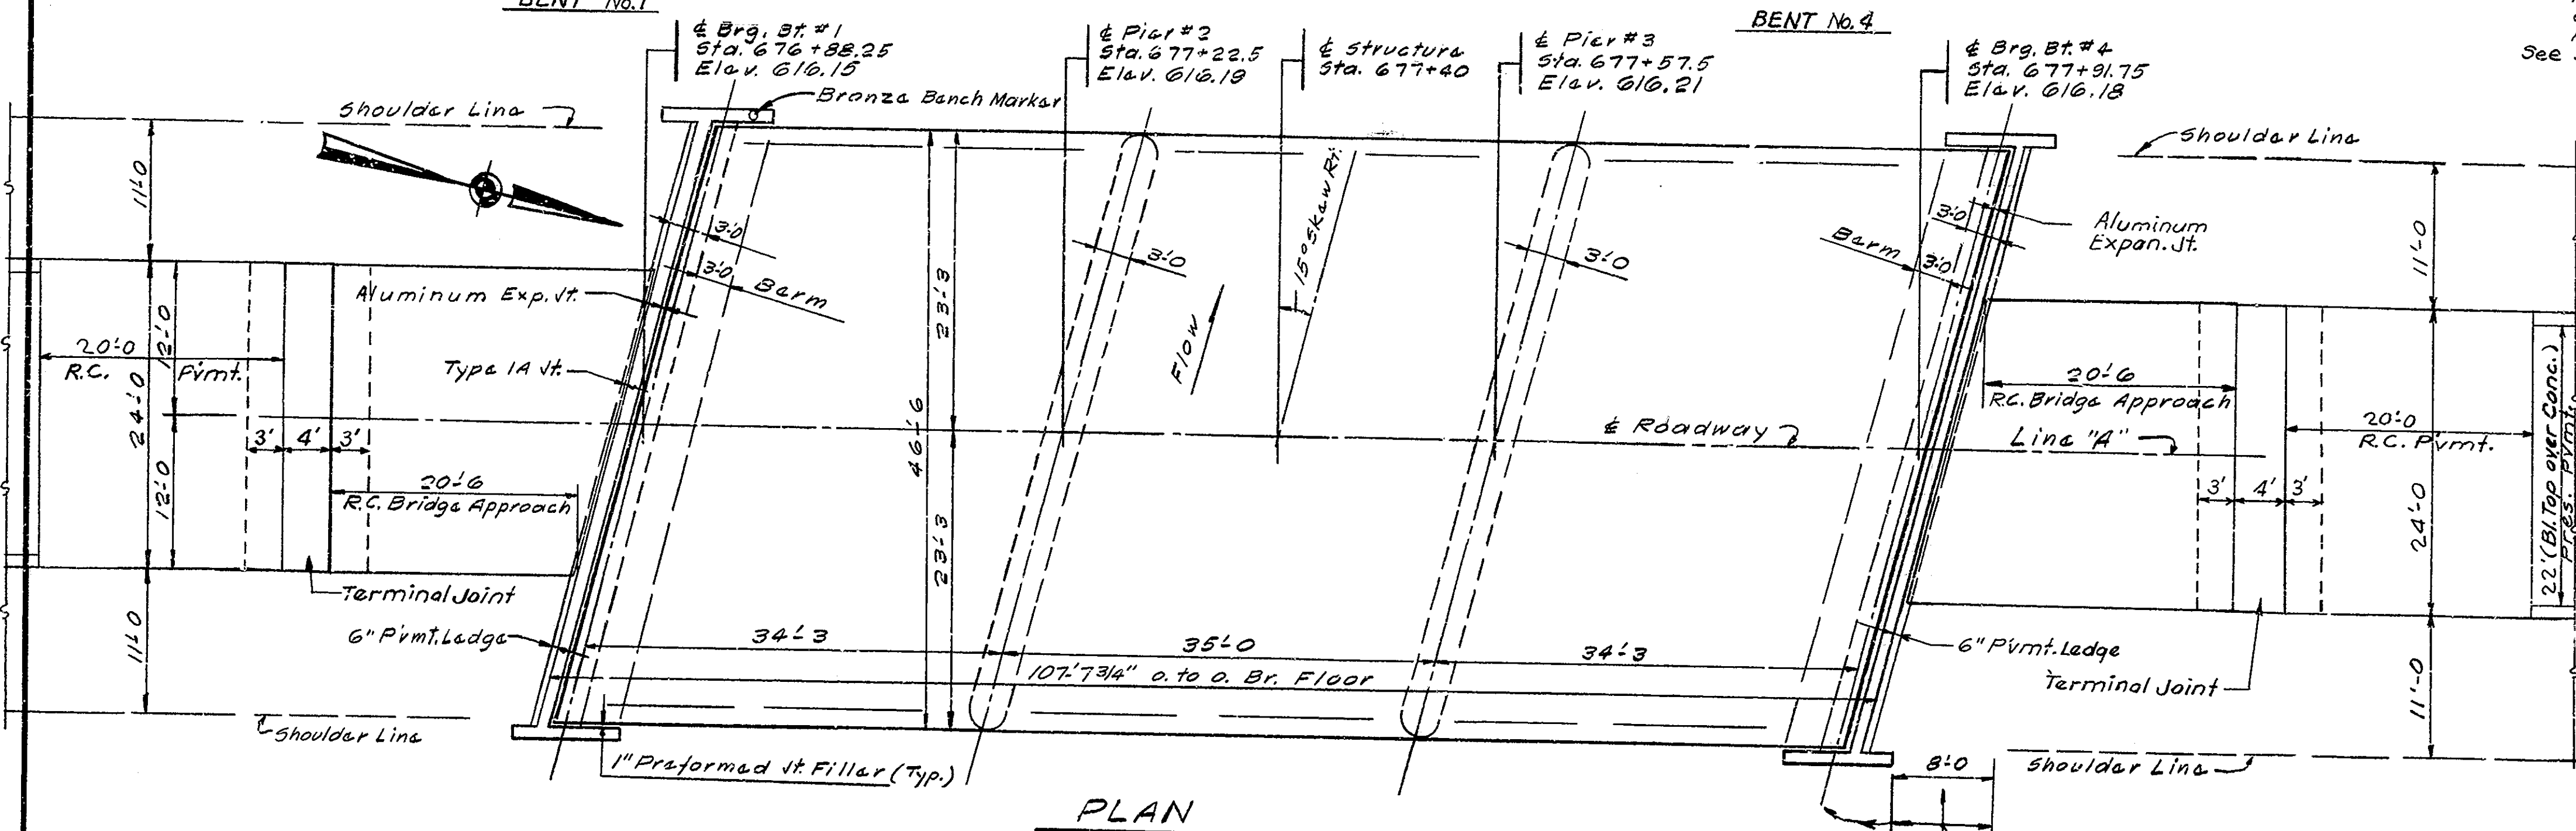 BENT No.1
BENT No.4
℄ Brg. Bt. #1
Sta. 676+88.25
Elev. 616.15
℄ Pier #2
Sta. 677+22.5
Elev. 616.19
℄ Structure
Sta. 677+40
℄ Pier #3
Sta. 677+57.5
Elev. 616.21
℄ Brg. Bt. #4
Sta. 677+91.75
Elev. 616.18
See
Shoulder Line
Bronze Bench Marker
Shoulder Line
11'-0
3'-0
3'-0
Berm
Aluminum Exp. Jt.
Type 1A Jt.
3'-0
23'-3
46'-6
23'-3
Flow
15° Skew Rt.
3'-0
Berm
3'-0
3'-0
Aluminum
Expan. Jt.
11'-0
20'-0
R.C. Pvmt.
12'-0
24'-0
12'-0
3'
4'
3'
20'-6
R.C. Bridge Approach
℄ Roadway
Line "A"
20'-6
R.C. Bridge Approach
20'-0
R.C. Pvmt.
3'
4'
3'
24'-0
22' (Bl. Top over Conc.)
Pres. Pvmt.
Terminal Joint
11'-0
6" Pvmt. Ledge
34'-3
35'-0
34'-3
107'-7 3/4" o. to o. Br. Floor
6" Pvmt. Ledge
Terminal Joint
11'-0
Shoulder Line
1" Preformed Jt. Filler (Typ.)
8'-0
Shoulder Line
PLAN